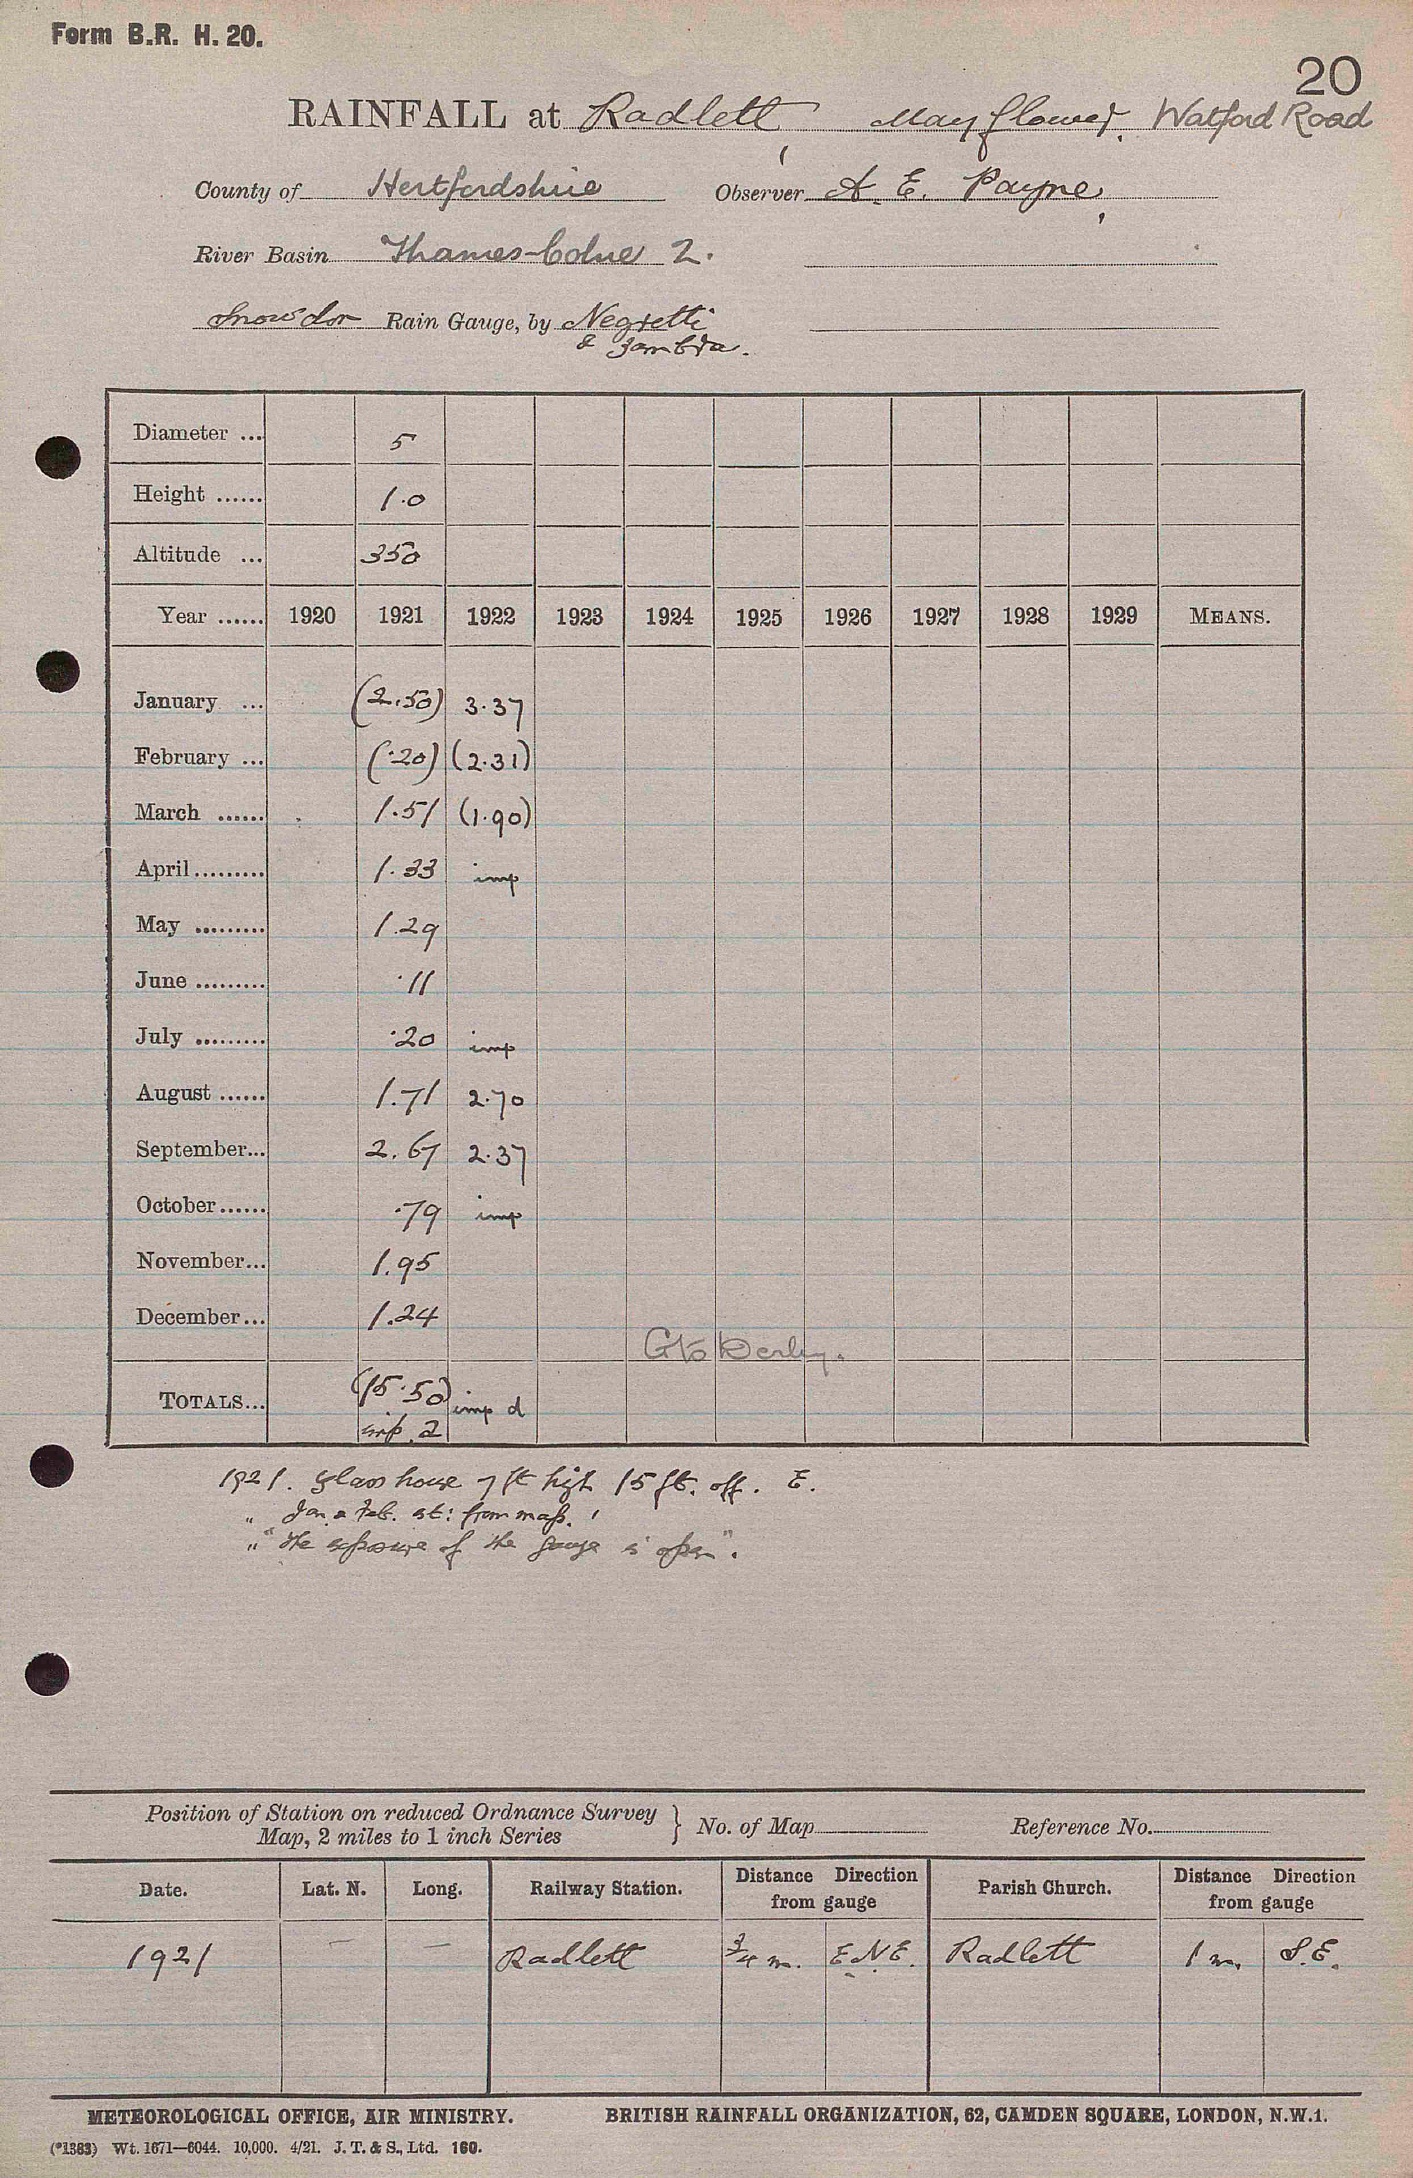 Form B.R. H. 20.
20
RAINFALL at Radlett, Mayflower, Watford Road
County of Hertfordshire Observer A. E. Payne,
River Basin Thames-Colne 2.
Snowdon Rain Gauge, by Negretti
& Zambra.
Diameter ... 5
Height ...... 1.0
Altitude ... 350
Year ...... 1920 1921 1922 1923 1924 1925 1926 1927 1928 1929 MEANS.
January ... (2.50) 3.37
February ... (.20) (2.31)
March ...... 1.51 (1.90)
April......... 1.33 imp
May ......... 1.29
June ......... .11
July ......... .20 imp
August ...... 1.71 2.70
September... 2.67 2.37
October...... .79 imp
November... 1.95
December... 1.24
G to Derby.
TOTALS... (15.50) imp d
imp. 2
1921. Glass house 7 ft high 15 ft. off. E.
" Jan & Feb. est: from maps.
" "The exposure of the gauge is open".
Position of Station on reduced Ordnance Survey
Map, 2 miles to 1 inch Series } No. of Map Reference No.
Date. Lat. N. Long. Railway Station. Distance Direction from gauge Parish Church. Distance Direction from gauge
1921 — — Radlett 3/4 m. E.N.E. Radlett 1 m. S.E.
METEOROLOGICAL OFFICE, AIR MINISTRY. BRITISH RAINFALL ORGANIZATION, 62, CAMDEN SQUARE, LONDON, N.W.1.
(*1383) Wt. 1671—6044. 10,000. 4/21. J. T. & S., Ltd. 160.